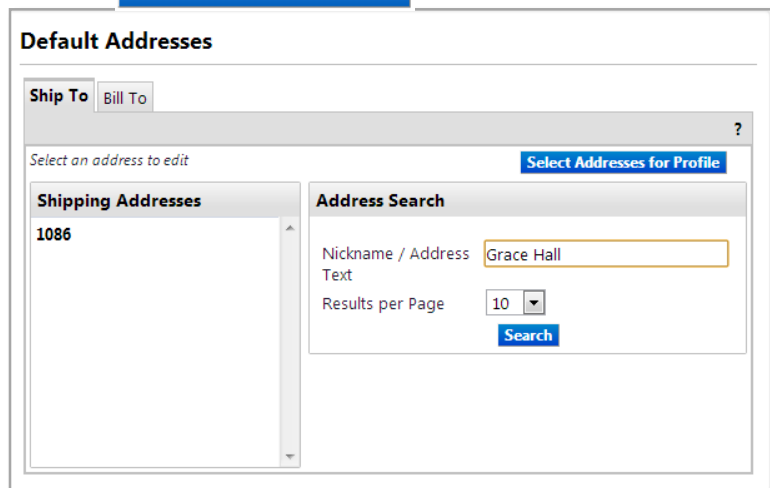 Default Addresses
Ship To
Bill To
?
Select an address to edit
Select Addresses for Profile
Shipping Addresses
1086
Address Search
Nickname / Address
Text
Grace Hall
Results per Page
10
Search